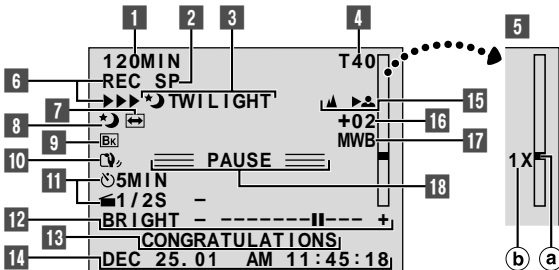 1 2 3 4 5
120MIN T40
REC SP
6
TWILIGHT
7 15
8 +02 16
9 BK MWB 17
10 PAUSE
11 5MIN 18
1/2S – 1X
12 BRIGHT – - - - - - - - - - - - +
13 CONGRATULATIONS
14 DEC 25.01 AM 11:45:18 b a